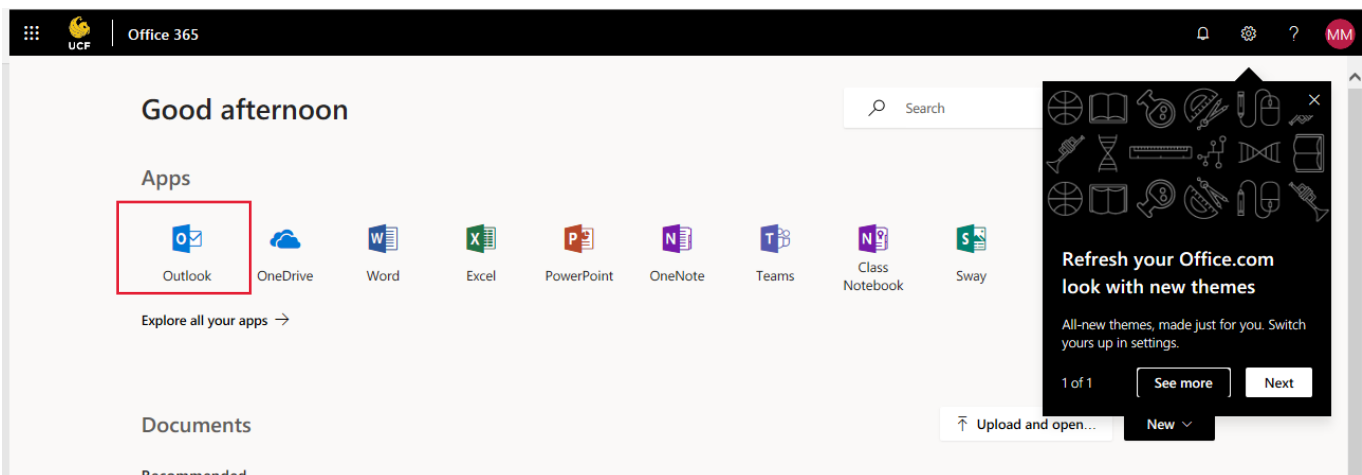 UCF
Office 365
?
MM
Good afternoon
Search
Apps
Outlook
OneDrive
Word
Excel
PowerPoint
OneNote
Teams
Class
Notebook
Sway
Explore all your apps →
Refresh your Office.com
look with new themes
All-new themes, made just for you. Switch
yours up in settings.
1 of 1
See more
Next
Documents
Upload and open...
New
Recommended